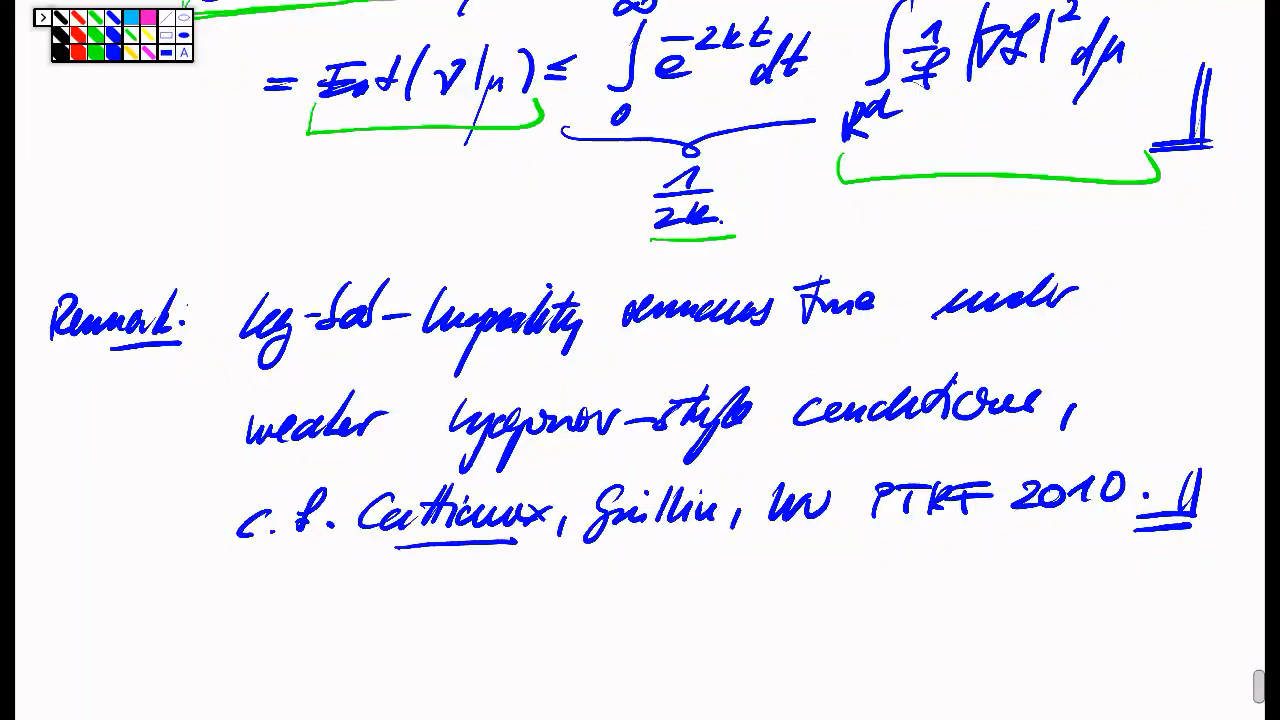 = Ent(ν|μ) ≤ ∫₀^∞ e^{-2kt} dt ∫_{R^d} 1/f |∇f|² dμ
1/2k.
Remark: log-Sob-Inequality remains true under
weaker Lyapunov-style conditions,
c.f. Cattiaux, Guillin, Wu PTRF 2010.
A